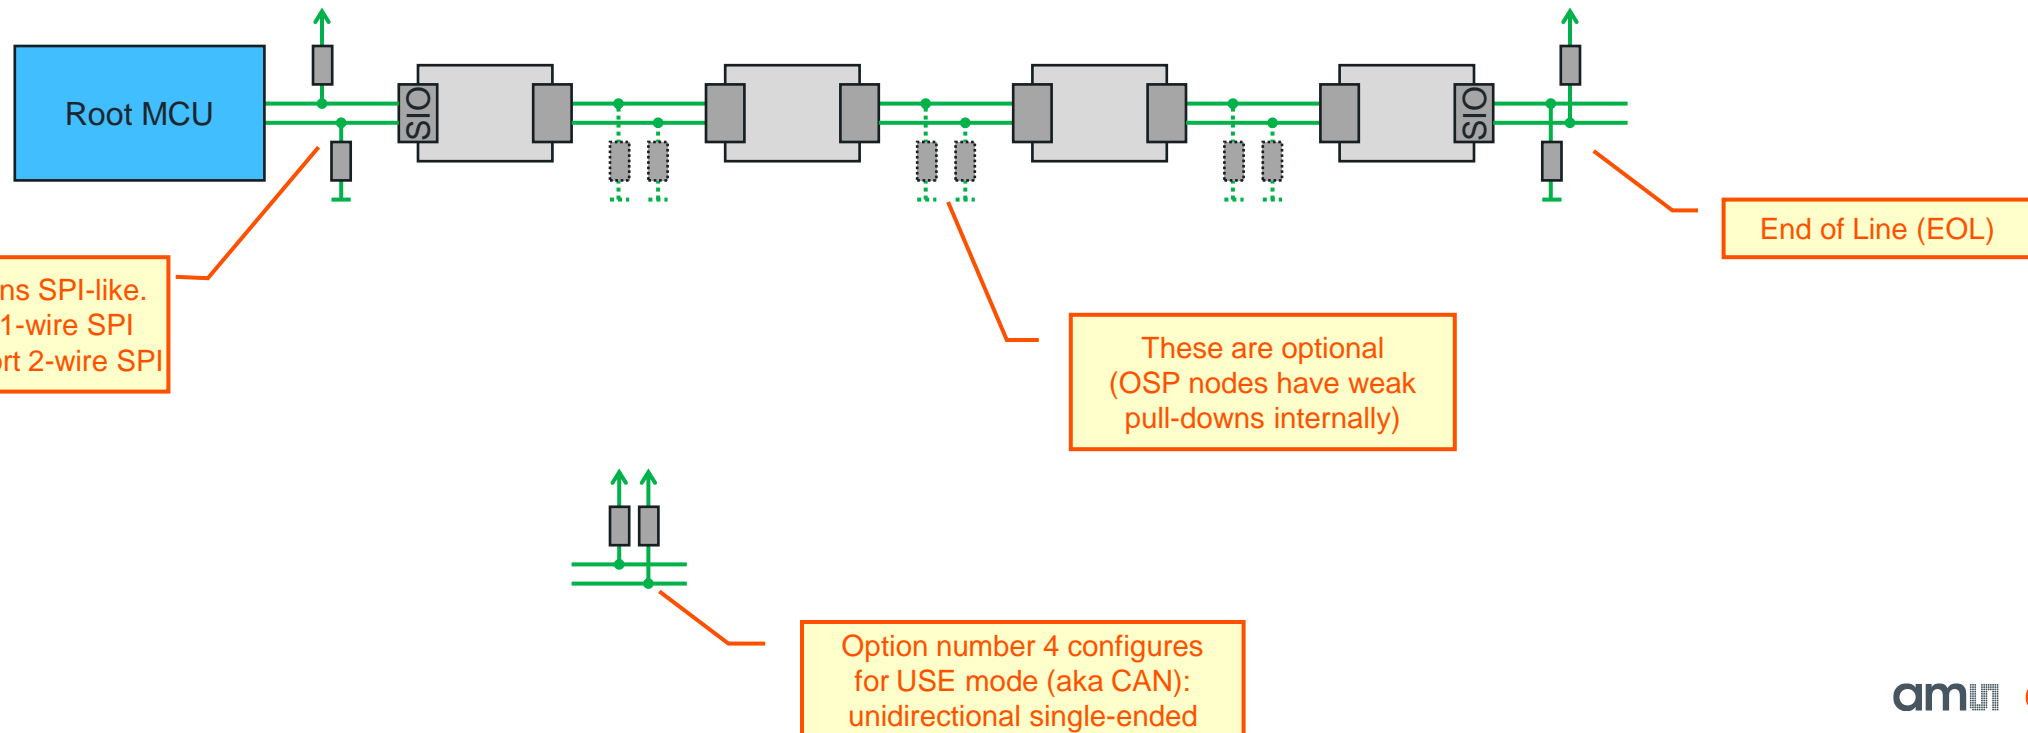 Root MCU
SIO
SIO
End of Line (EOL)
ns SPI-like.
1-wire SPI
rt 2-wire SPI
These are optional
(OSP nodes have weak
pull-downs internally)
Option number 4 configures
for USE mode (aka CAN):
unidirectional single-ended
am